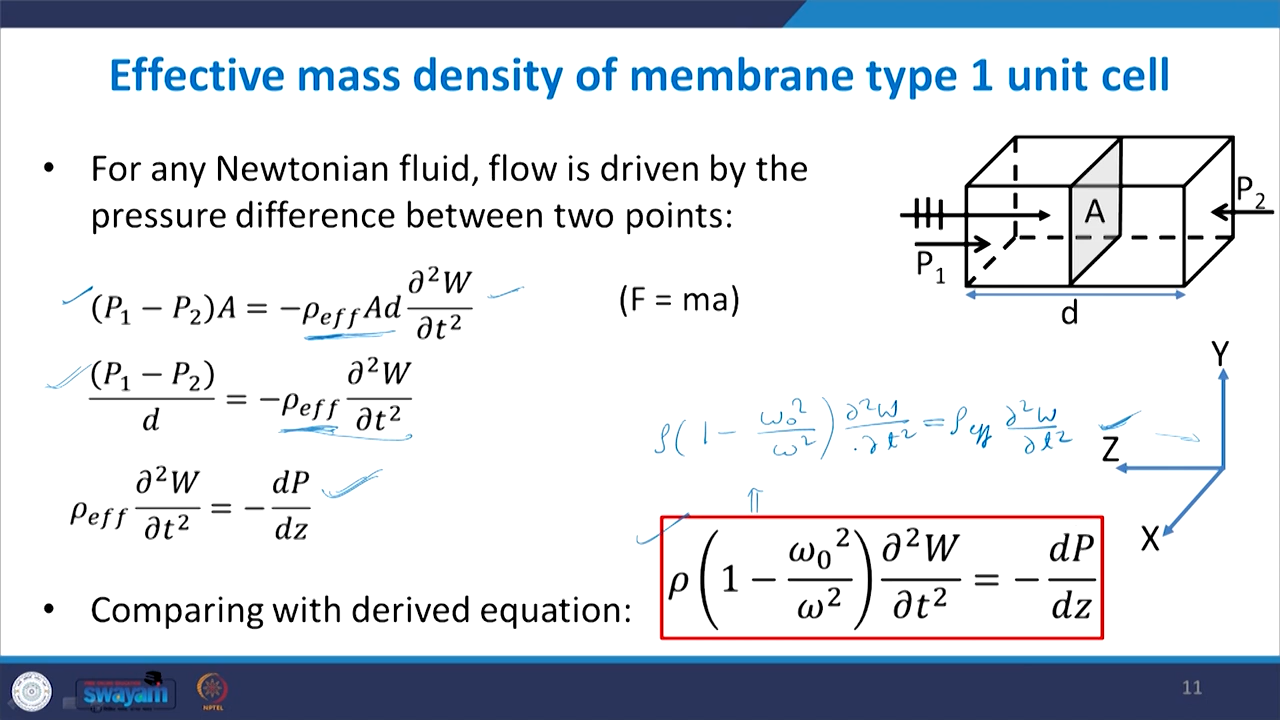 Effective mass density of membrane type 1 unit cell
• For any Newtonian fluid, flow is driven by the
pressure difference between two points:
(P₁ − P₂)A = −ρ_eff Ad ∂²W/∂t²
(F = ma)
(P₁ − P₂)/d = −ρ_eff ∂²W/∂t²
ρ_eff ∂²W/∂t² = − dP/dz
• Comparing with derived equation:
ρ(1 − ω₀²/ω²) ∂²W/∂t² = ρ_eff ∂²W/∂t²
ρ(1 − ω₀²/ω²) ∂²W/∂t² = − dP/dz
A
P₂
P₁
d
Y
Z
X
swayam
NPTEL
11